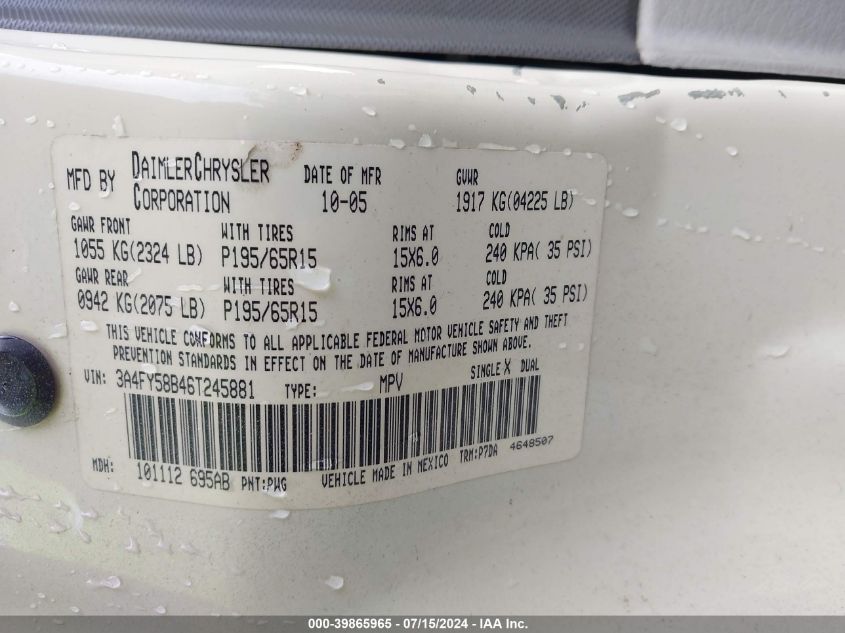 MFD BY DAIMLERCHRYSLER CORPORATION DATE OF MFR 10-05 GVWR 1917 KG(04225 LB)
GAWR FRONT WITH TIRES RIMS AT COLD
1055 KG(2324 LB) P195/65R15 15X6.0 240 KPA( 35 PSI)
GAWR REAR WITH TIRES RIMS AT COLD
0942 KG(2075 LB) P195/65R15 15X6.0 240 KPA( 35 PSI)
THIS VEHICLE CONFORMS TO ALL APPLICABLE FEDERAL MOTOR VEHICLE SAFETY AND THEFT
PREVENTION STANDARDS IN EFFECT ON THE DATE OF MANUFACTURE SHOWN ABOVE.
VIN: 3A4FY58B46T245881 TYPE: MPV SINGLE X DUAL
MDH: 101112 695AB PNT:PWG VEHICLE MADE IN MEXICO TRM:P7DA 4648507
000-39865965 - 07/15/2024 - IAA, Inc.